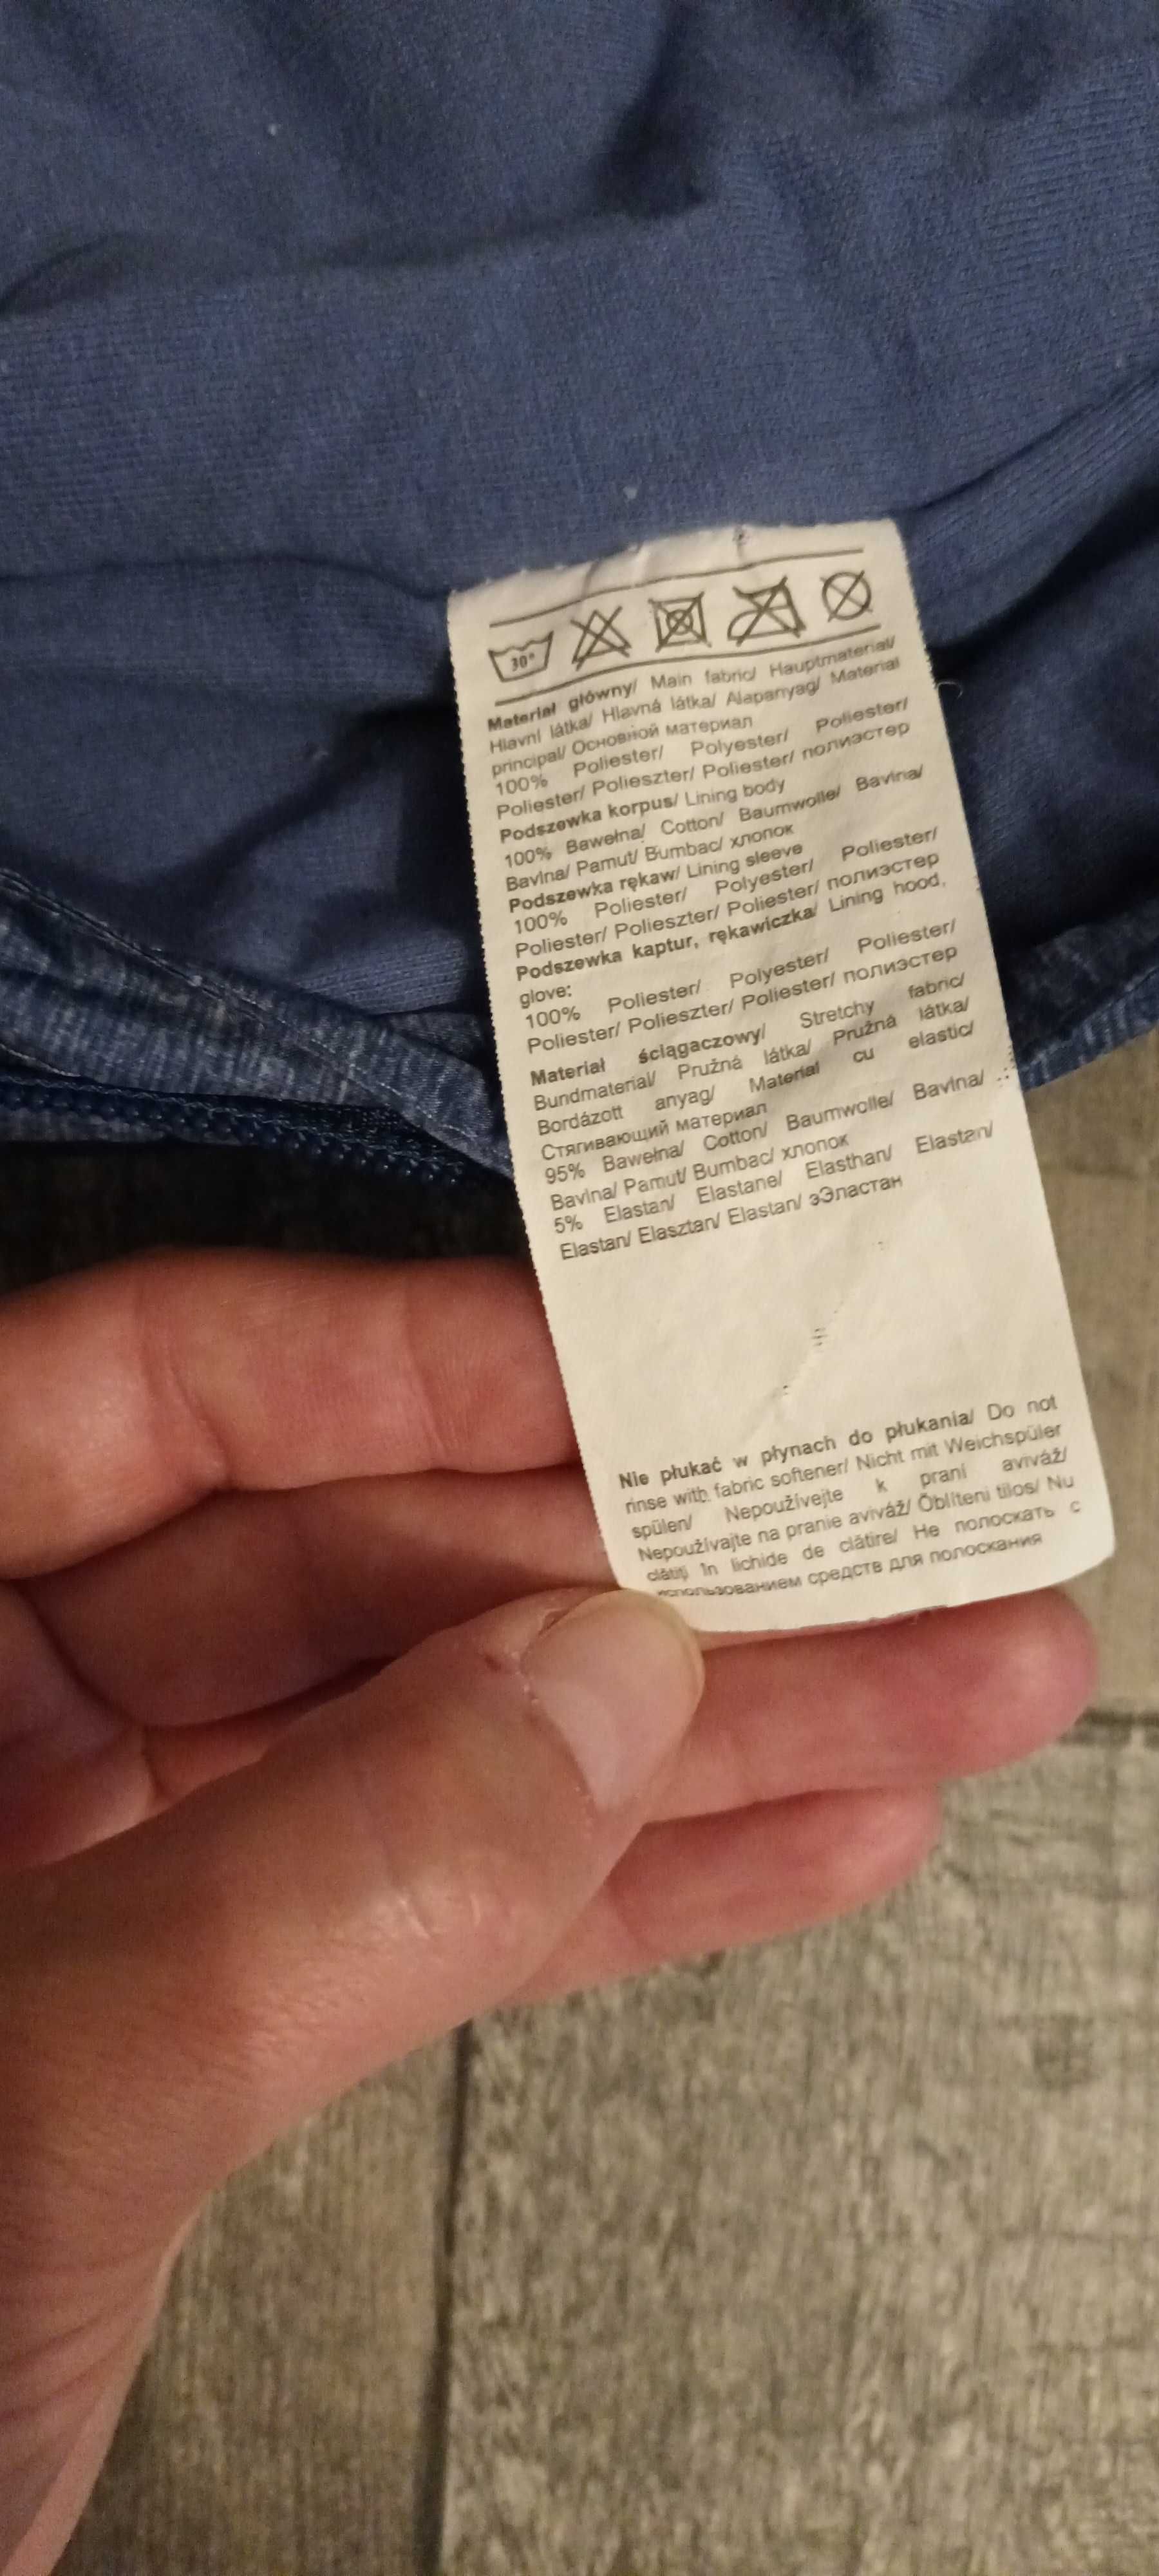 30°
Materiał główny/ Main fabric/ Hauptmaterial/
Hlavní látka/ Hlavná látka/ Alapanyag/ Material
principal/ Основной материал
100% Poliester/ Polyester/ Poliester/
Poliester/ Polieszter/ Poliester/ полиэстер
Podszewka korpus/ Lining body
100% Bawełna/ Cotton/ Baumwolle/ Bavlna/
Bavlna/ Pamut/ Bumbac/ хлопок
Podszewka rękaw/ Lining sleeve
100% Poliester/ Polyester/ Poliester/
Poliester/ Polieszter/ Poliester/ полиэстер
Podszewka kaptur, rękawiczka/ Lining hood,
glove:
100% Poliester/ Polyester/ Poliester/
Poliester/ Polieszter/ Poliester/ полиэстер
Materiał ściągaczowy/ Stretchy fabric/
Bundmaterial/ Pružná látka/ Pružná látka/
Bordázott anyag/ Material cu elastic/
Стягивающий материал
95% Bawełna/ Cotton/ Baumwolle/ Bavlna/
Bavlna/ Pamut/ Bumbac/ хлопок
5% Elastan/ Elastane/ Elasthan/ Elastan/
Elastan/ Elasztan/ Elastan/ эЭластан
Nie płukać w płynach do płukania/ Do not
rinse with fabric softener/ Nicht mit Weichspüler
spülen/ Nepoužívejte k praní aviváž/
Nepoužívajte na pranie aviváž/ Öblíteni tilos/ Nu
clătiți în lichide de clătire/ Не полоскать с
использованием средств для полоскания